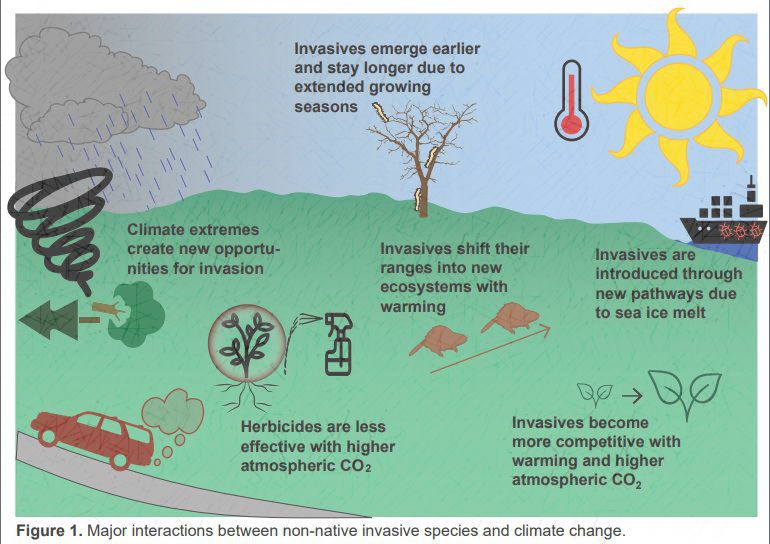 Invasives emerge earlier
and stay longer due to
extended growing
seasons
Climate extremes
create new opportu-
nities for invasion
Invasives shift their
ranges into new
ecosystems with
warming
Invasives are
introduced through
new pathways due
to sea ice melt
Herbicides are less
effective with higher
atmospheric CO₂
Invasives become
more competitive with
warming and higher
atmospheric CO₂
Figure 1. Major interactions between non-native invasive species and climate change.